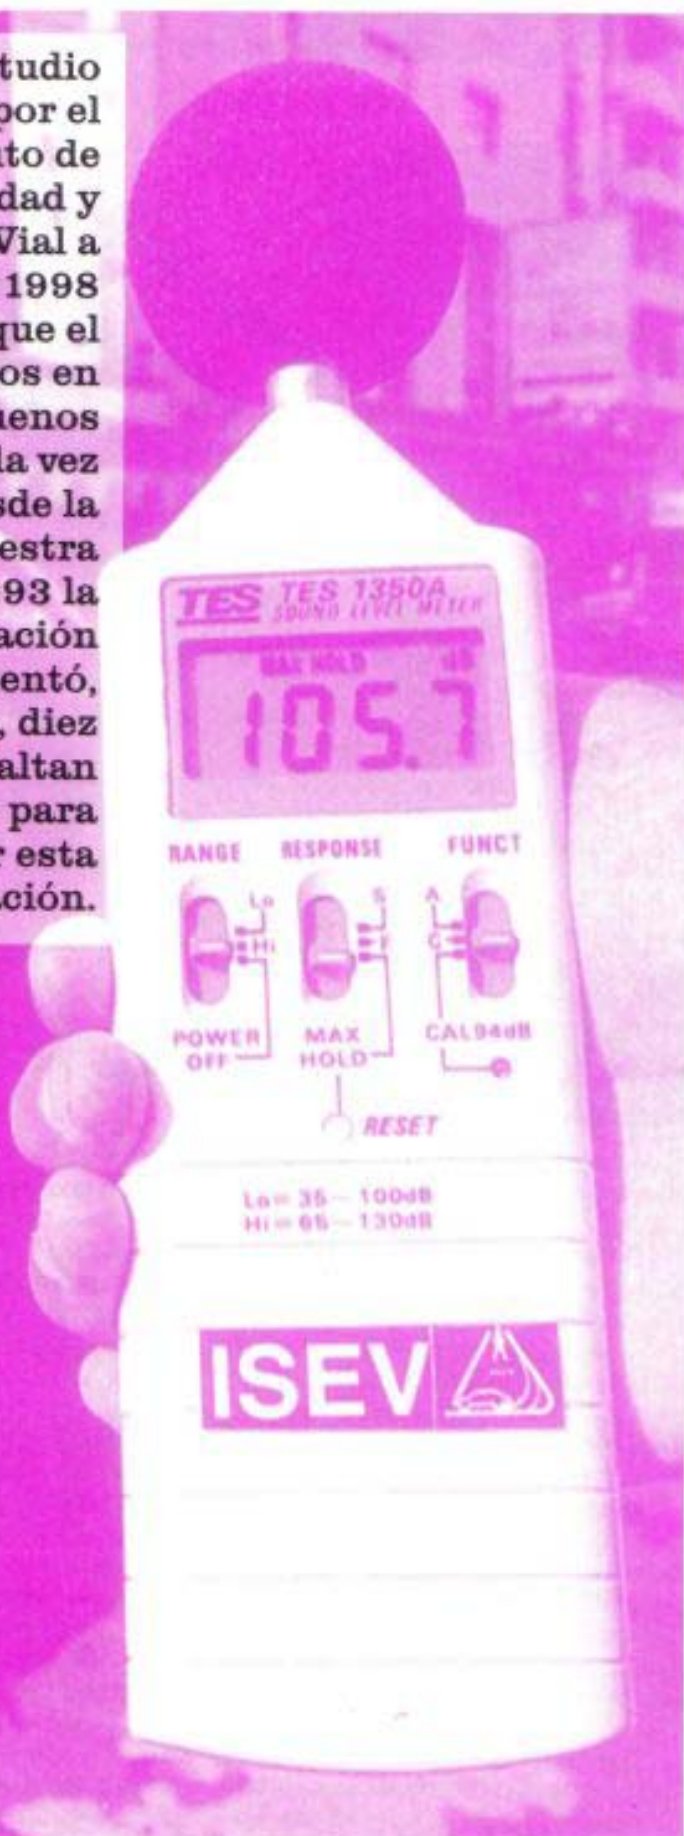 tudio
por el
to de
dad y
Vial a
1998
que el
os en
uenos
la vez
sde la
estra
93 la
ación
entó,
, diez
altan
para
r esta
ación.
TES TES 1350A
SOUND LEVEL METER
MAX HOLD dB
105.7
RANGE RESPONSE FUNCT
Lo S A
Hi F C
POWER OFF MAX HOLD CAL94dB
RESET
Lo = 35 - 100dB
Hi = 65 - 130dB
ISEV